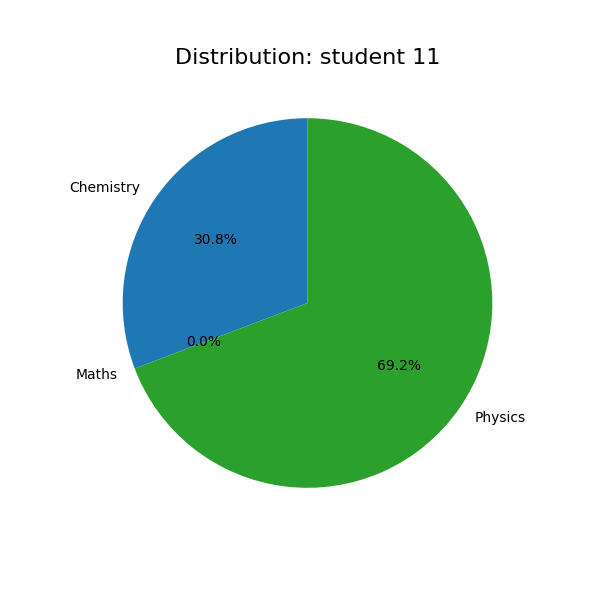 Distribution: student 11
Chemistry
30.8%
0.0%
Maths
69.2%
Physics